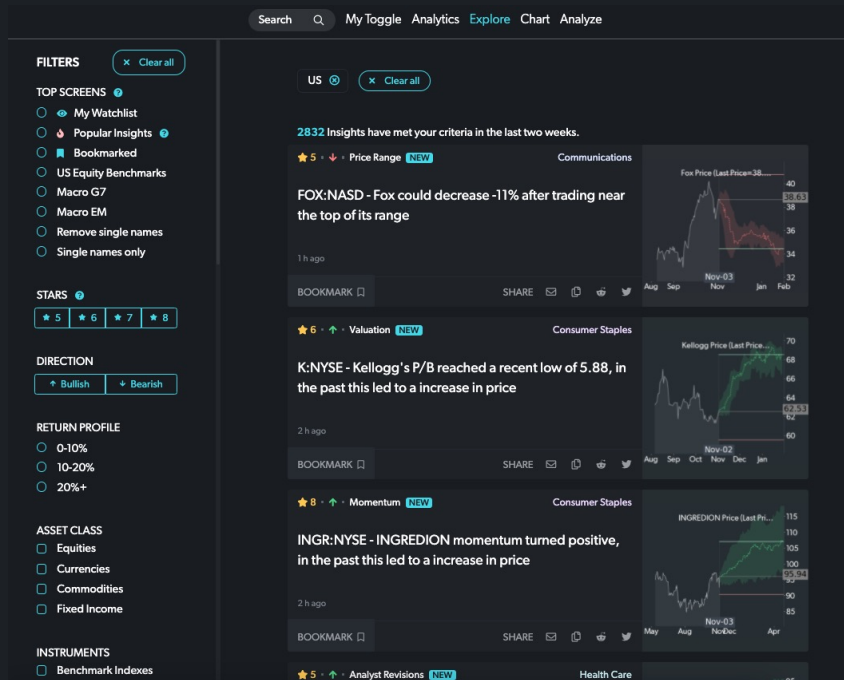 Search My Toggle Analytics Explore Chart Analyze
FILTERS
× Clear all
TOP SCREENS ?
My Watchlist
Popular Insights ?
Bookmarked
US Equity Benchmarks
Macro G7
Macro EM
Remove single names
Single names only
STARS ?
★ 5 ★ 6 ★ 7 ★ 8
DIRECTION
↑ Bullish ↓ Bearish
RETURN PROFILE
0-10%
10-20%
20%+
ASSET CLASS
Equities
Currencies
Commodities
Fixed Income
INSTRUMENTS
Benchmark Indexes
US
× Clear all
2832 Insights have met your criteria in the last two weeks.
★ 5 • ↓ • Price Range NEW Communications
FOX:NASD - Fox could decrease -11% after trading near
the top of its range
1 h ago
BOOKMARK SHARE
Fox Price (Last Price=38....
40
38.63
38
36
34
32
Nov-03
Aug Sep Nov Jan Feb
★ 6 • ↑ • Valuation NEW Consumer Staples
K:NYSE - Kellogg's P/B reached a recent low of 5.88, in
the past this led to a increase in price
2 h ago
BOOKMARK SHARE
Kellogg Price (Last Price...
70
68
66
64
62.53
62
60
Nov-02
Aug Sep Oct Nov Dec Jan
★ 8 • ↑ • Momentum NEW Consumer Staples
INGR:NYSE - INGREDION momentum turned positive,
in the past this led to a increase in price
2 h ago
BOOKMARK SHARE
INGREDION Price (Last Pri...
115
110
105
100
95.94
90
85
Nov-03
May Aug Nov Dec Apr
★ 5 • ↑ • Analyst Revisions NEW Health Care